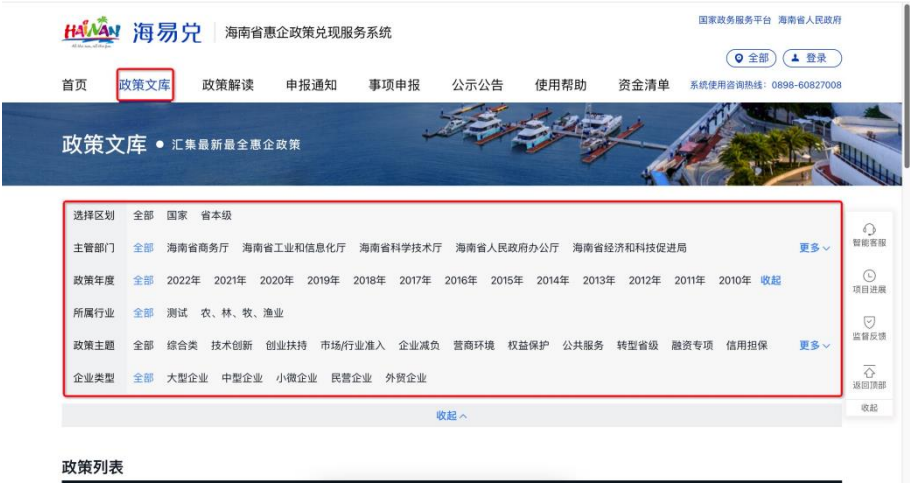 国家政务服务平台 海南省人民政府
HAINAN 海易兑 海南省惠企政策兑现服务系统
全部 登录
首页 政策文库 政策解读 申报通知 事项申报 公示公告 使用帮助 资金清单 系统使用咨询热线：0898-60827008
政策文库 ● 汇集最新最全惠企政策
选择区划 全部 国家 省本级
主管部门 全部 海南省商务厅 海南省工业和信息化厅 海南省科学技术厅 海南省人民政府办公厅 海南省经济和科技促进局 更多
政策年度 全部 2022年 2021年 2020年 2019年 2018年 2017年 2016年 2015年 2014年 2013年 2012年 2011年 2010年 收起
所属行业 全部 测试 农、林、牧、渔业
政策主题 全部 综合类 技术创新 创业扶持 市场/行业准入 企业减负 营商环境 权益保护 公共服务 转型省级 融资专项 信用担保 更多
企业类型 全部 大型企业 中型企业 小微企业 民营企业 外贸企业
收起
智能客服
项目进展
监督反馈
返回顶部
收起
政策列表